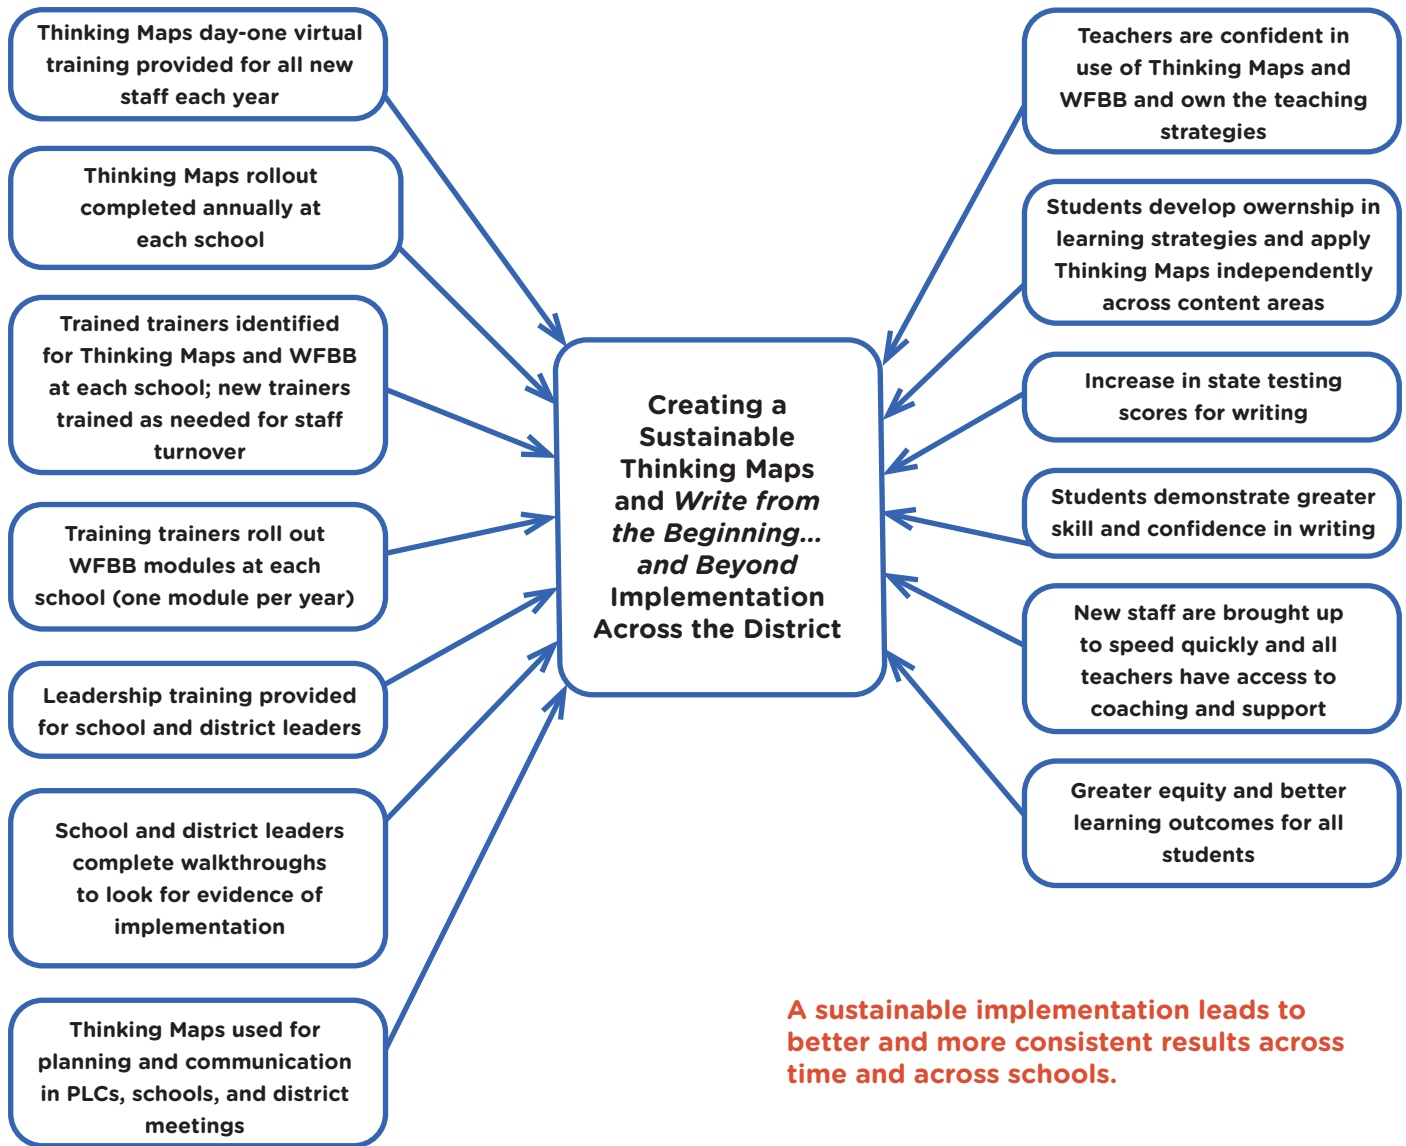 Thinking Maps day-one virtual
training provided for all new
staff each year
Thinking Maps rollout
completed annually at
each school
Trained trainers identified
for Thinking Maps and WFBB
at each school; new trainers
trained as needed for staff
turnover
Training trainers roll out
WFBB modules at each
school (one module per year)
Leadership training provided
for school and district leaders
School and district leaders
complete walkthroughs
to look for evidence of
implementation
Thinking Maps used for
planning and communication
in PLCs, schools, and district
meetings
Creating a
Sustainable
Thinking Maps
and Write from
the Beginning...
and Beyond
Implementation
Across the District
Teachers are confident in
use of Thinking Maps and
WFBB and own the teaching
strategies
Students develop owernship in
learning strategies and apply
Thinking Maps independently
across content areas
Increase in state testing
scores for writing
Students demonstrate greater
skill and confidence in writing
New staff are brought up
to speed quickly and all
teachers have access to
coaching and support
Greater equity and better
learning outcomes for all
students
A sustainable implementation leads to
better and more consistent results across
time and across schools.